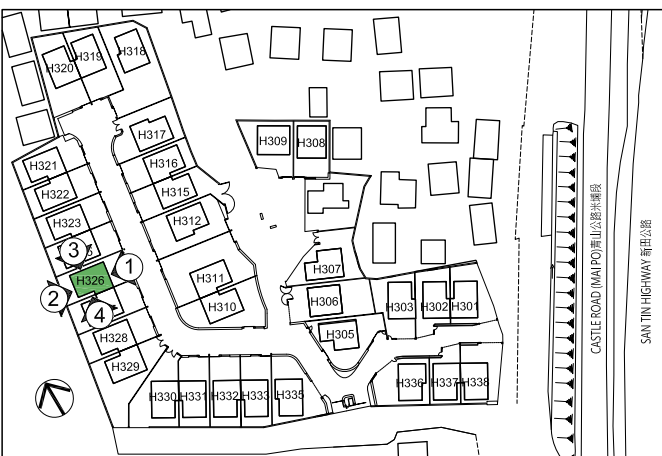 H320
H319
H318
H317
H316
H315
H312
H311
H310
H309
H308
H321
H322
H323
3
H326
1
2
4
H328
H329
H330
H331
H332
H333
H335
H307
H306
H305
H303
H302
H301
H336
H337
H338
CASTLE ROAD (MAI PO) 青山公路米埔段
SAN TIN HIGHWAY 新田公路